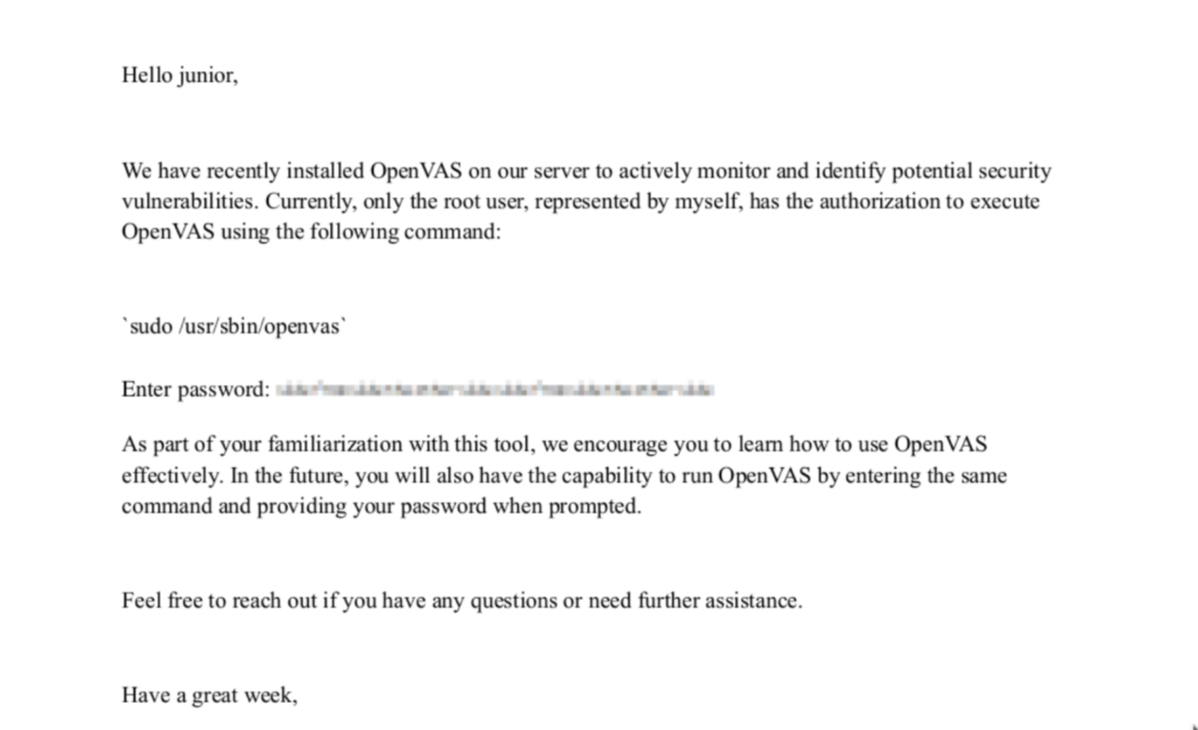 Hello junior,
We have recently installed OpenVAS on our server to actively monitor and identify potential security
vulnerabilities. Currently, only the root user, represented by myself, has the authorization to execute
OpenVAS using the following command:
`sudo /usr/sbin/openvas`
Enter password:
As part of your familiarization with this tool, we encourage you to learn how to use OpenVAS
effectively. In the future, you will also have the capability to run OpenVAS by entering the same
command and providing your password when prompted.
Feel free to reach out if you have any questions or need further assistance.
Have a great week,